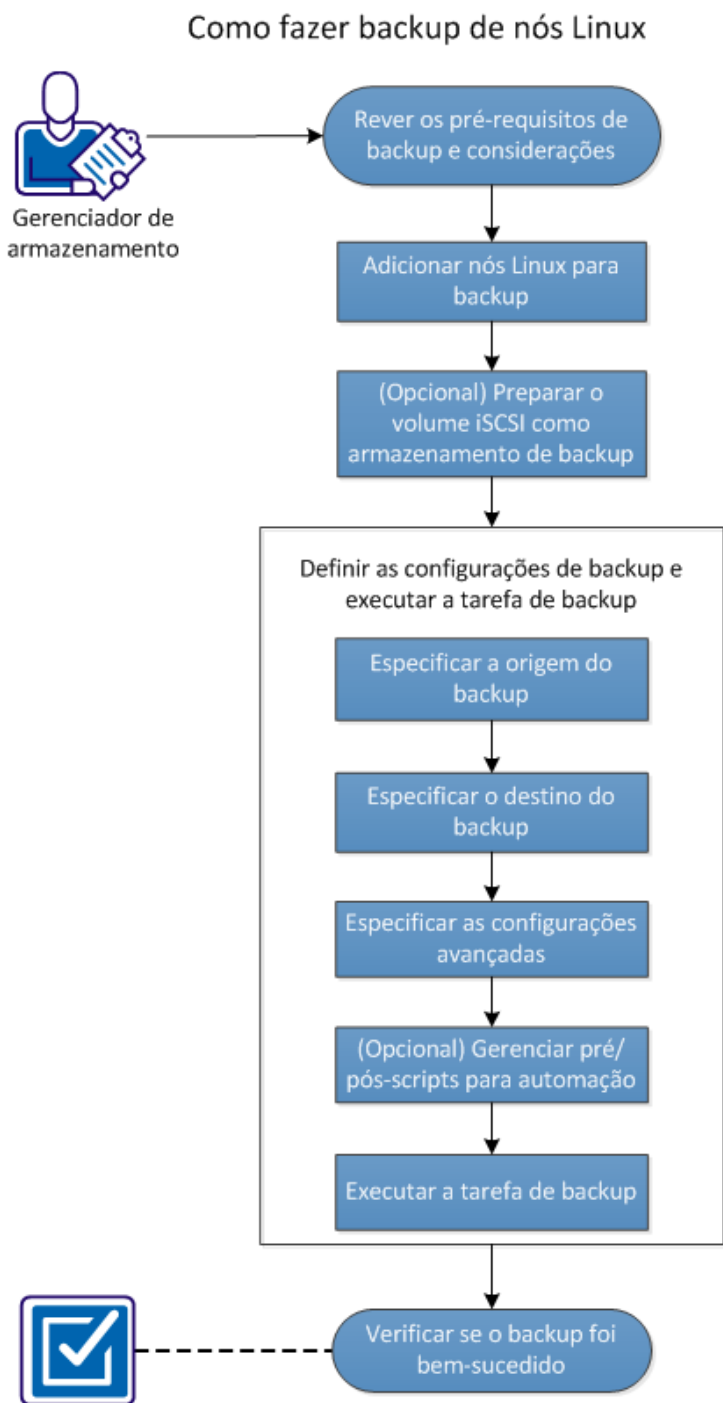 Como fazer backup de nós Linux
Rever os pré-requisitos de
backup e considerações
Gerenciador de
armazenamento
Adicionar nós Linux para
backup
(Opcional) Preparar o
volume iSCSI como
armazenamento de backup
Definir as configurações de backup e
executar a tarefa de backup
Especificar a origem do
backup
Especificar o destino do
backup
Especificar as configurações
avançadas
(Opcional) Gerenciar pré/
pós-scripts para automação
Executar a tarefa de backup
Verificar se o backup foi
bem-sucedido